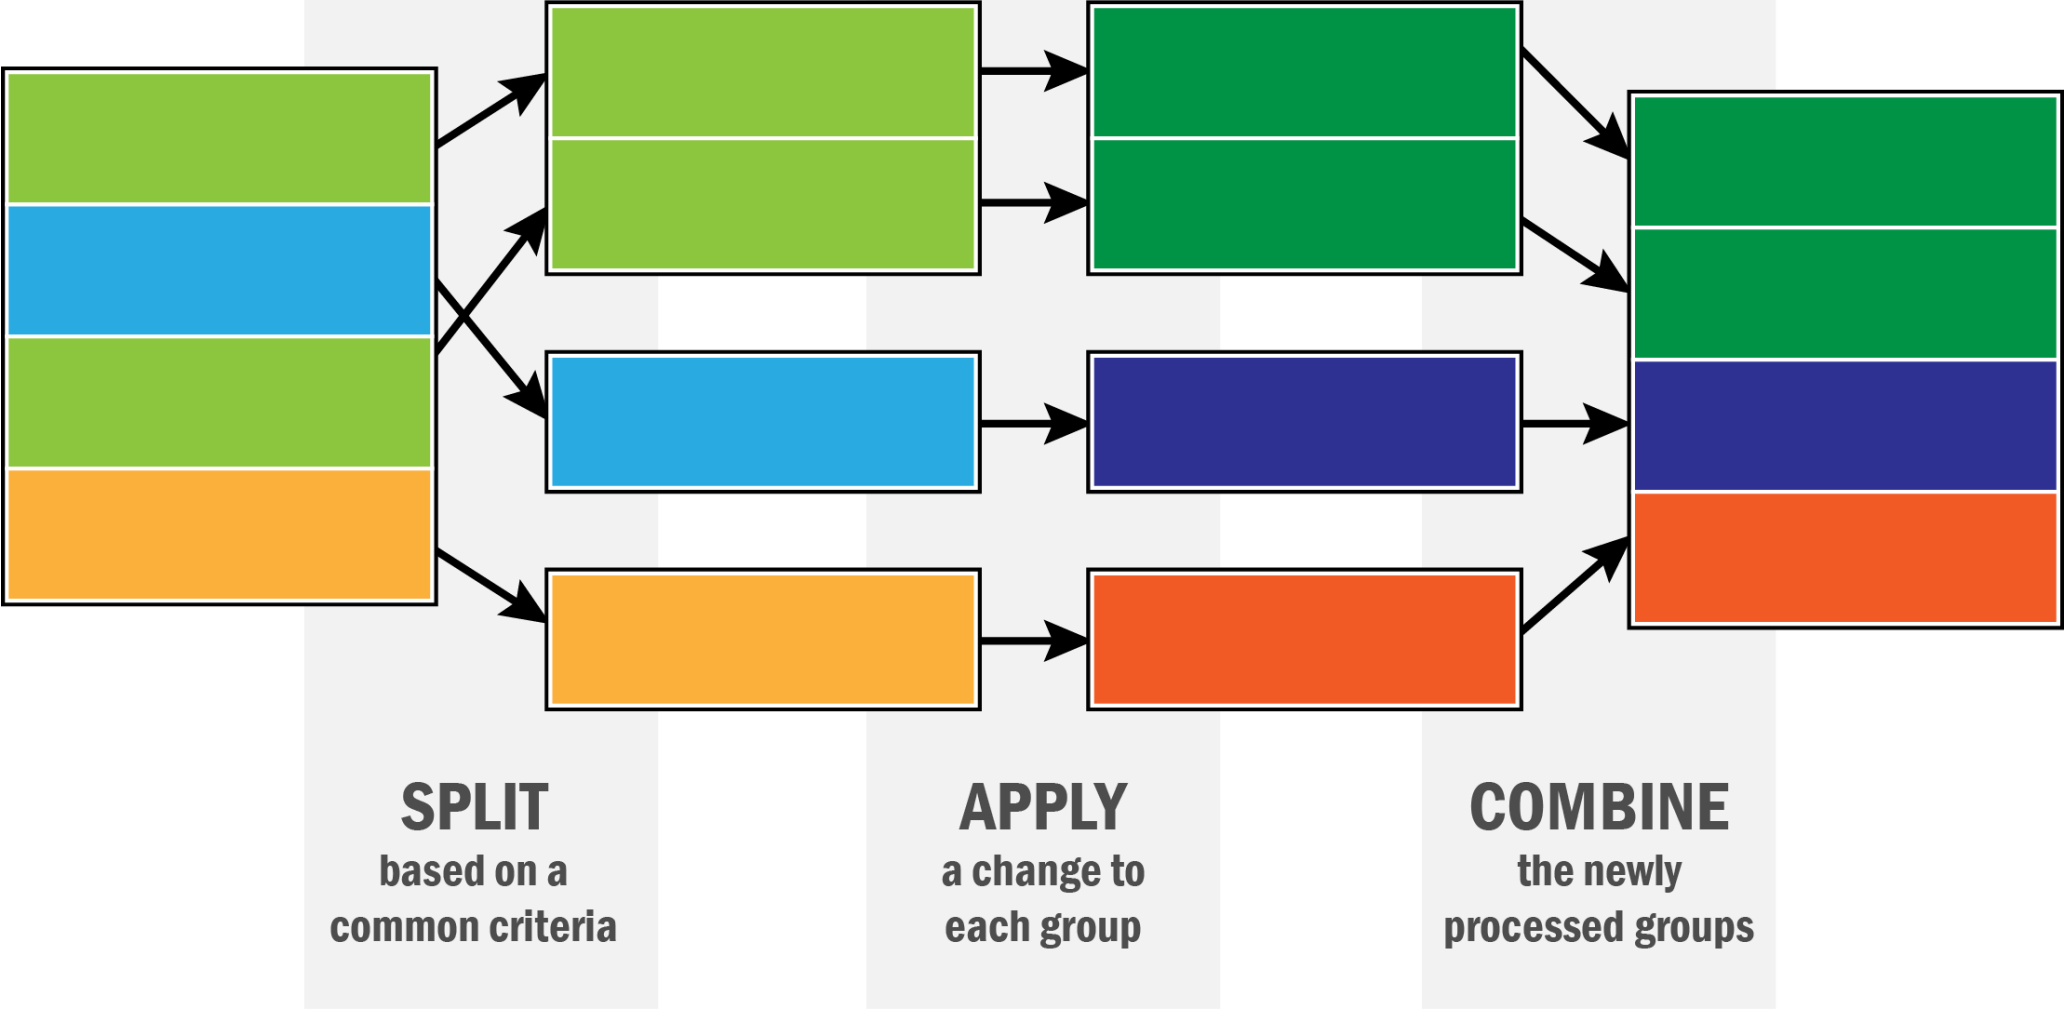 SPLIT
based on a
common criteria
APPLY
a change to
each group
COMBINE
the newly
processed groups